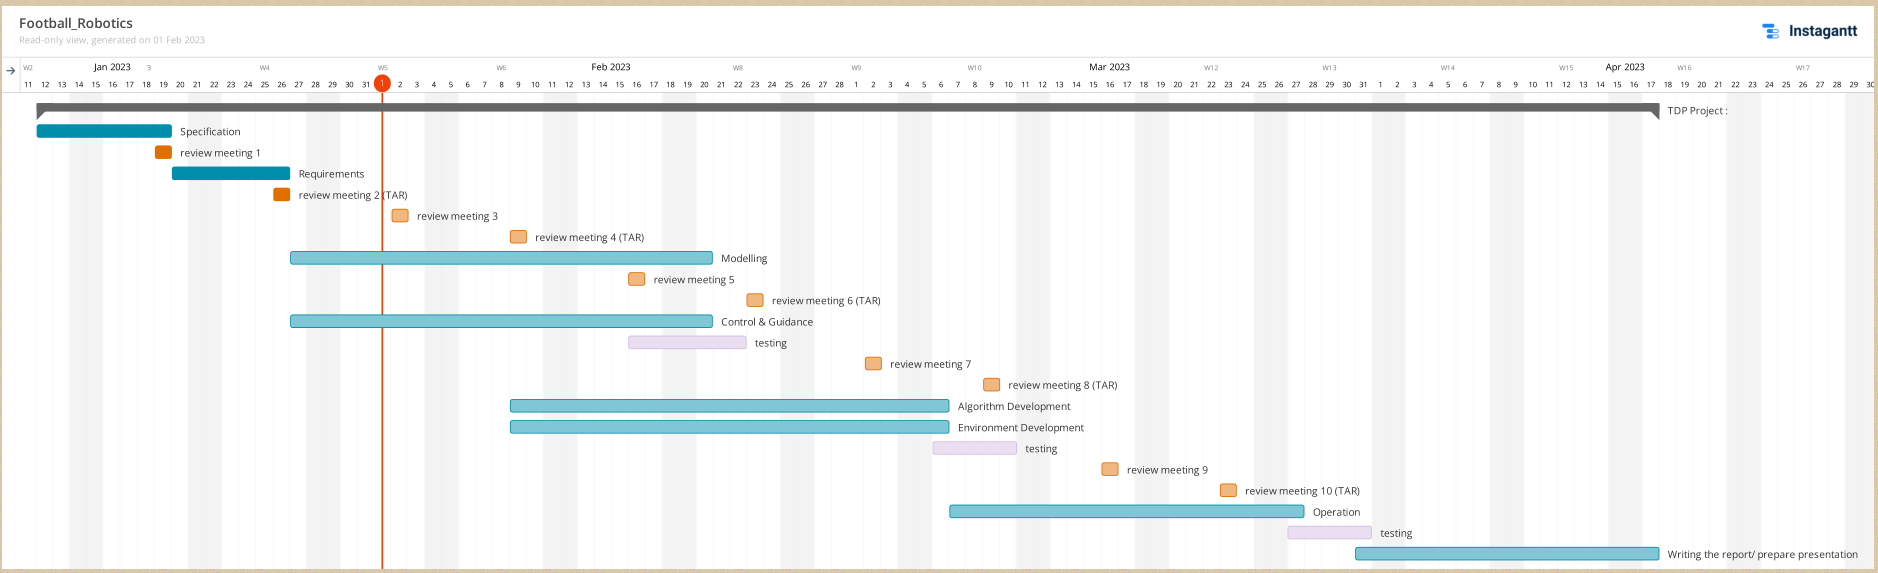 Football_Robotics
Read-only view, generated on 01 Feb 2023
Instagantt
W2 Jan 2023 3 W4 W5 W6 Feb 2023 W8 W9 W10 Mar 2023 W12 W13 W14 W15 Apr 2023 W16 W17
11 12 13 14 15 16 17 18 19 20 21 22 23 24 25 26 27 28 29 30 31 1 2 3 4 5 6 7 8 9 10 11 12 13 14 15 16 17 18 19 20 21 22 23 24 25 26 27 28 1 2 3 4 5 6 7 8 9 10 11 12 13 14 15 16 17 18 19 20 21 22 23 24 25 26 27 28 29 30 31 1 2 3 4 5 6 7 8 9 10 11 12 13 14 15 16 17 18 19 20 21 22 23 24 25 26 27 28 29 30
TDP Project :
Specification
review meeting 1
Requirements
review meeting 2 (TAR)
review meeting 3
review meeting 4 (TAR)
Modelling
review meeting 5
review meeting 6 (TAR)
Control & Guidance
testing
review meeting 7
review meeting 8 (TAR)
Algorithm Development
Environment Development
testing
review meeting 9
review meeting 10 (TAR)
Operation
testing
Writing the report/ prepare presentation